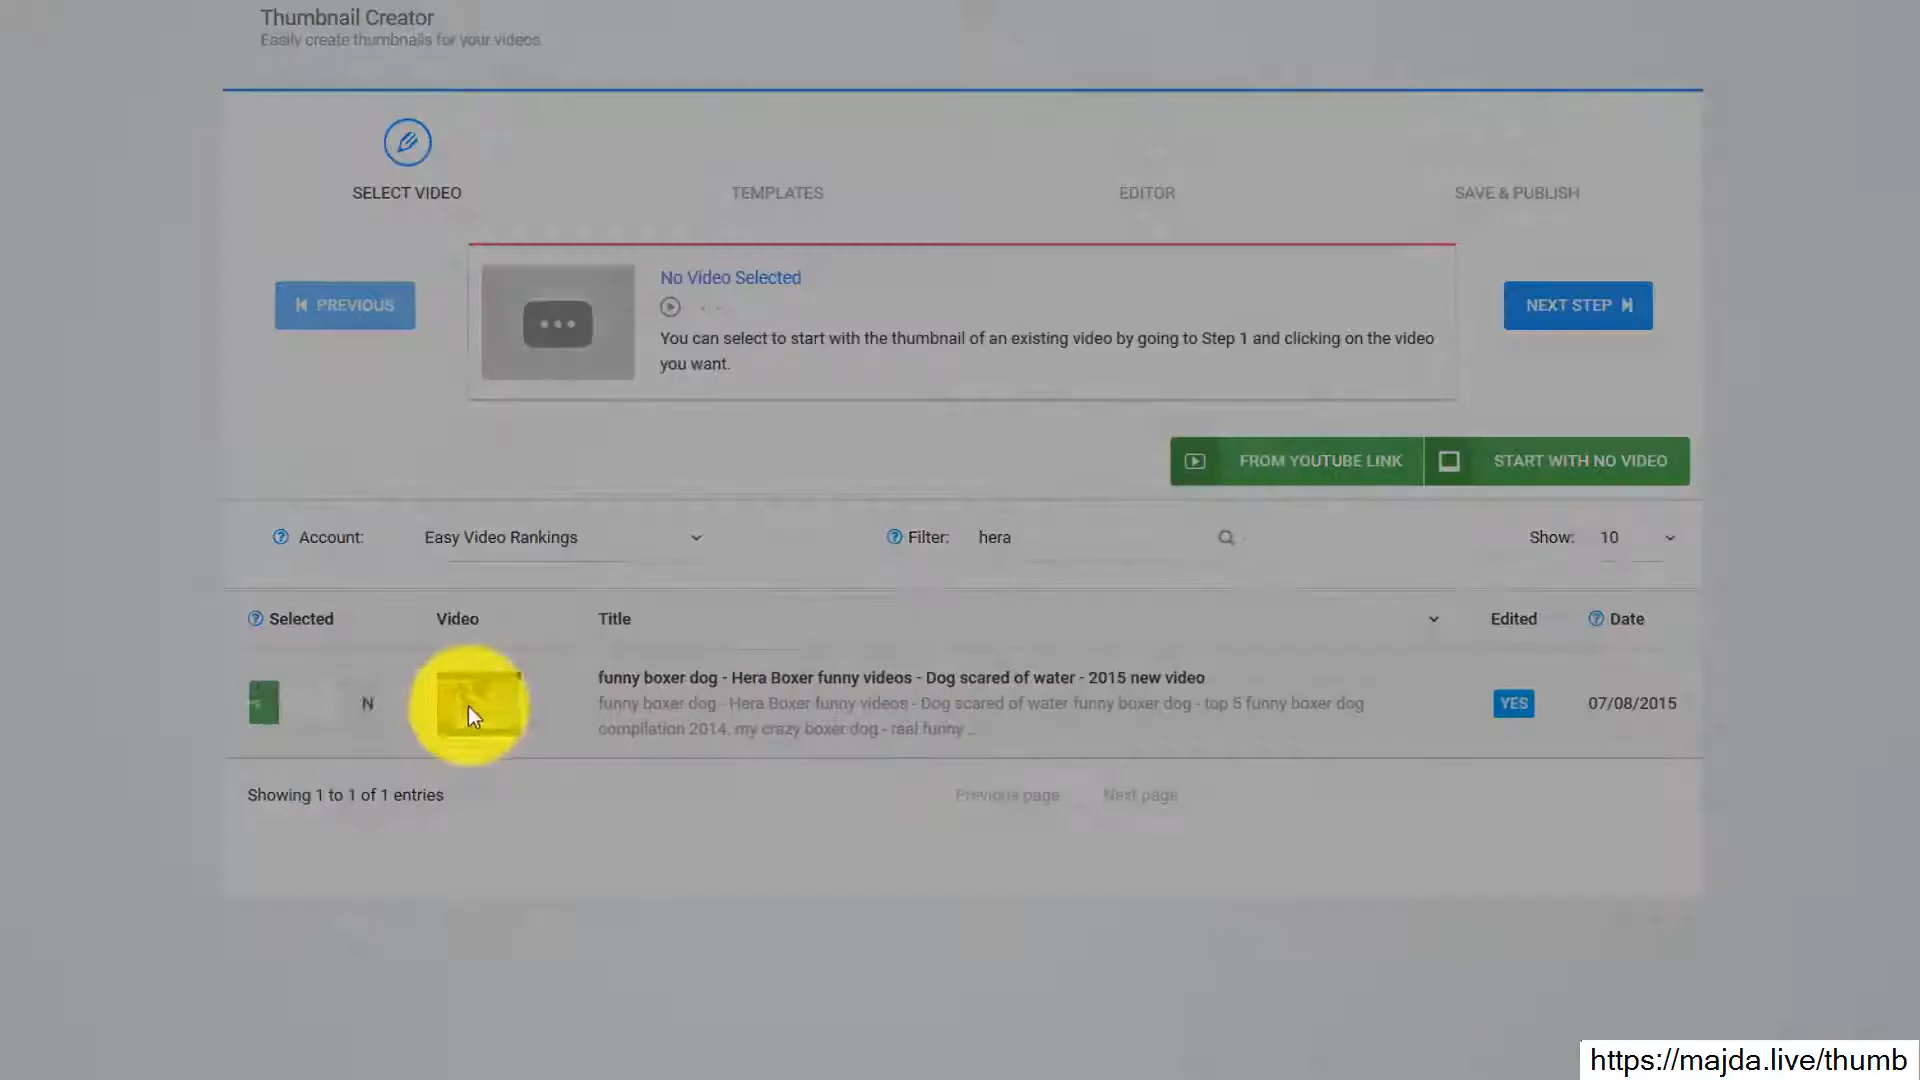 Thumbnail Creator
Easily create thumbnails for your videos.
SELECT VIDEO
TEMPLATES
EDITOR
SAVE & PUBLISH
PREVIOUS
No Video Selected
- -
You can select to start with the thumbnail of an existing video by going to Step 1 and clicking on the video
you want.
NEXT STEP
FROM YOUTUBE LINK
START WITH NO VIDEO
Account: Easy Video Rankings
Filter: hera
Show: 10
Selected Video Title Edited Date
N
funny boxer dog - Hera Boxer funny videos - Dog scared of water - 2015 new video
funny boxer dog - Hera Boxer funny videos - Dog scared of water funny boxer dog - top 5 funny boxer dog
compilation 2014. my crazy boxer dog - real funny ...
YES
07/08/2015
Showing 1 to 1 of 1 entries
Previous page
Next page
https://majda.live/thumb